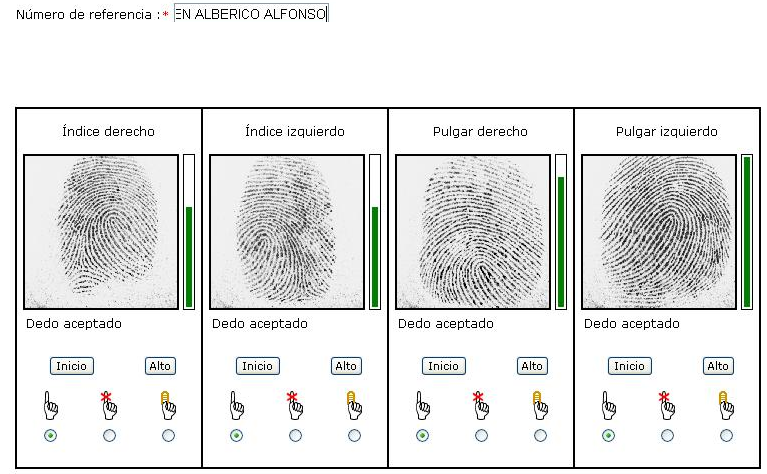 Número de referencia :* EN ALBERICO ALFONSO
Índice derecho Índice izquierdo Pulgar derecho Pulgar izquierdo
Dedo aceptado Dedo aceptado Dedo aceptado Dedo aceptado
Inicio Alto Inicio Alto Inicio Alto Inicio Alto